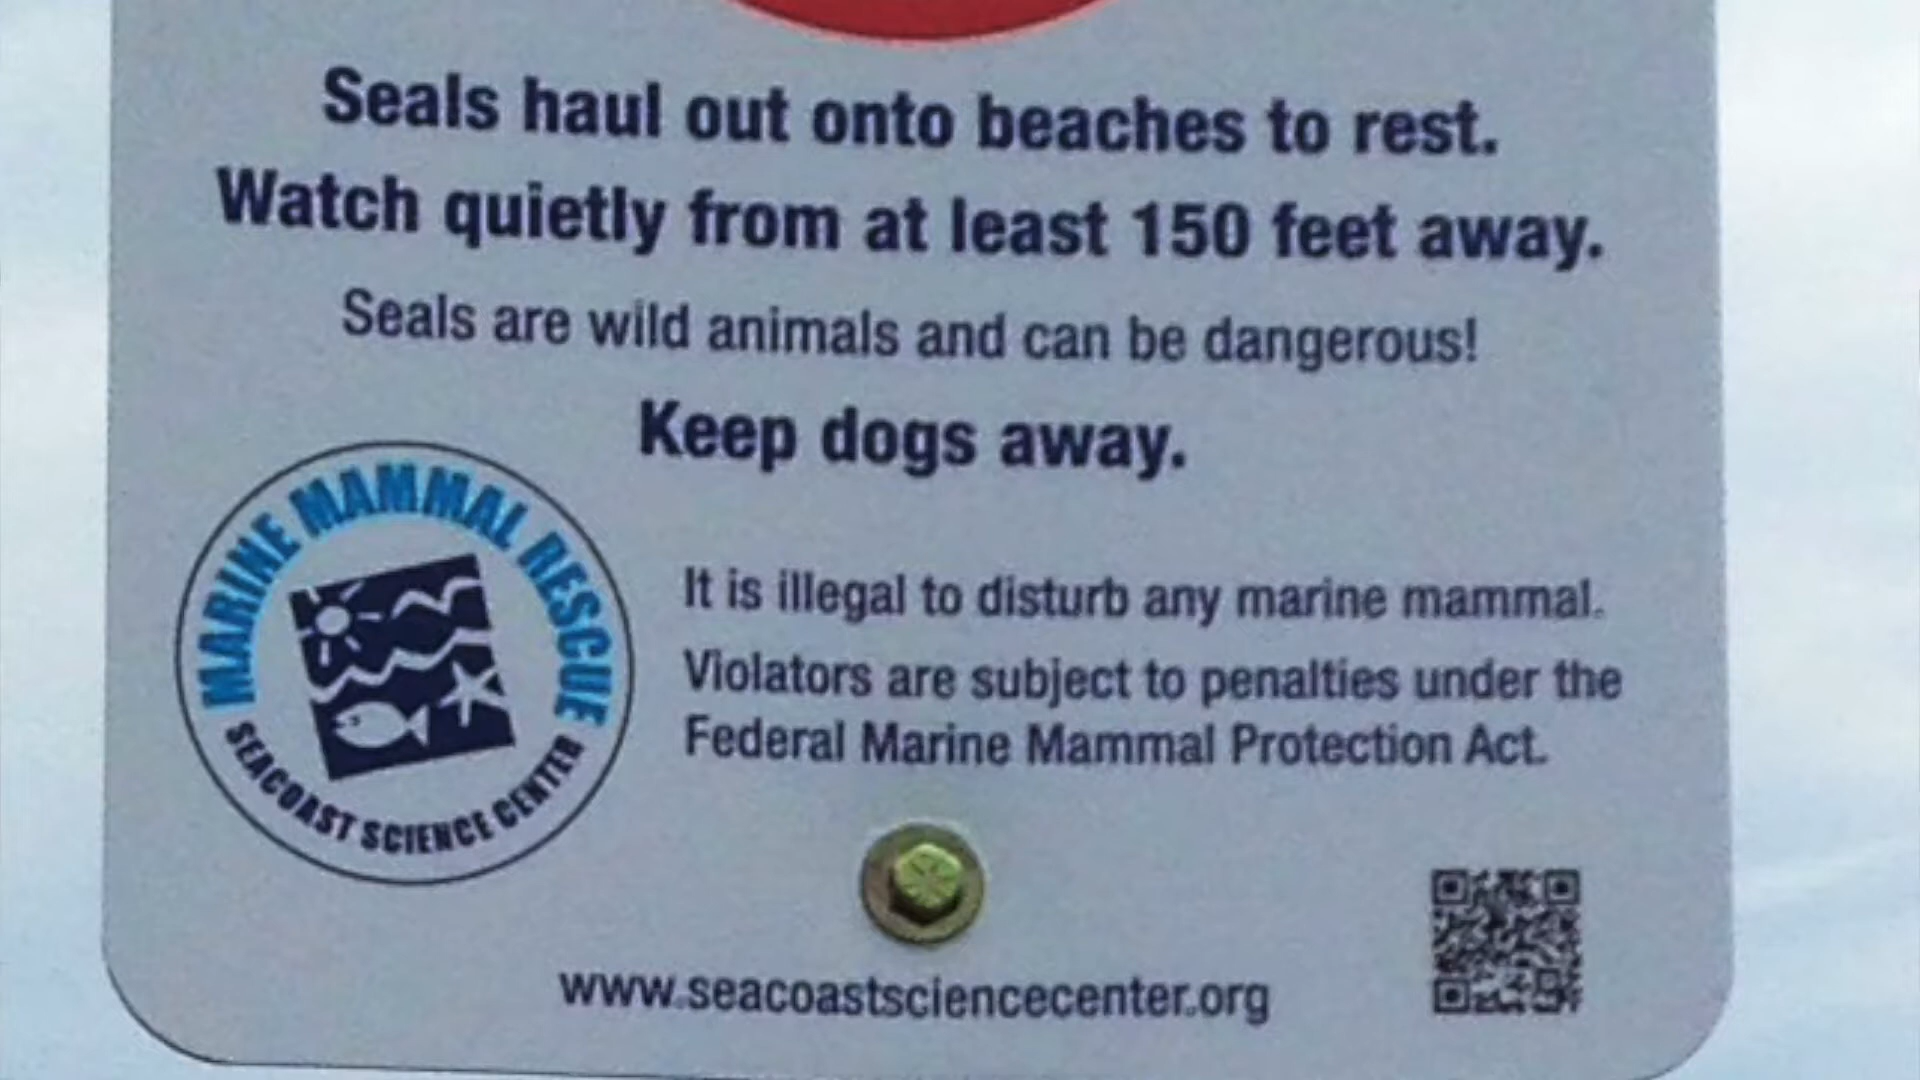 Seals haul out onto beaches to rest.
Watch quietly from at least 150 feet away.
Seals are wild animals and can be dangerous!
Keep dogs away.
MARINE MAMMAL RESCUE
SEACOAST SCIENCE CENTER
It is illegal to disturb any marine mammal.
Violators are subject to penalties under the
Federal Marine Mammal Protection Act.
www.seacoastsciencecenter.org